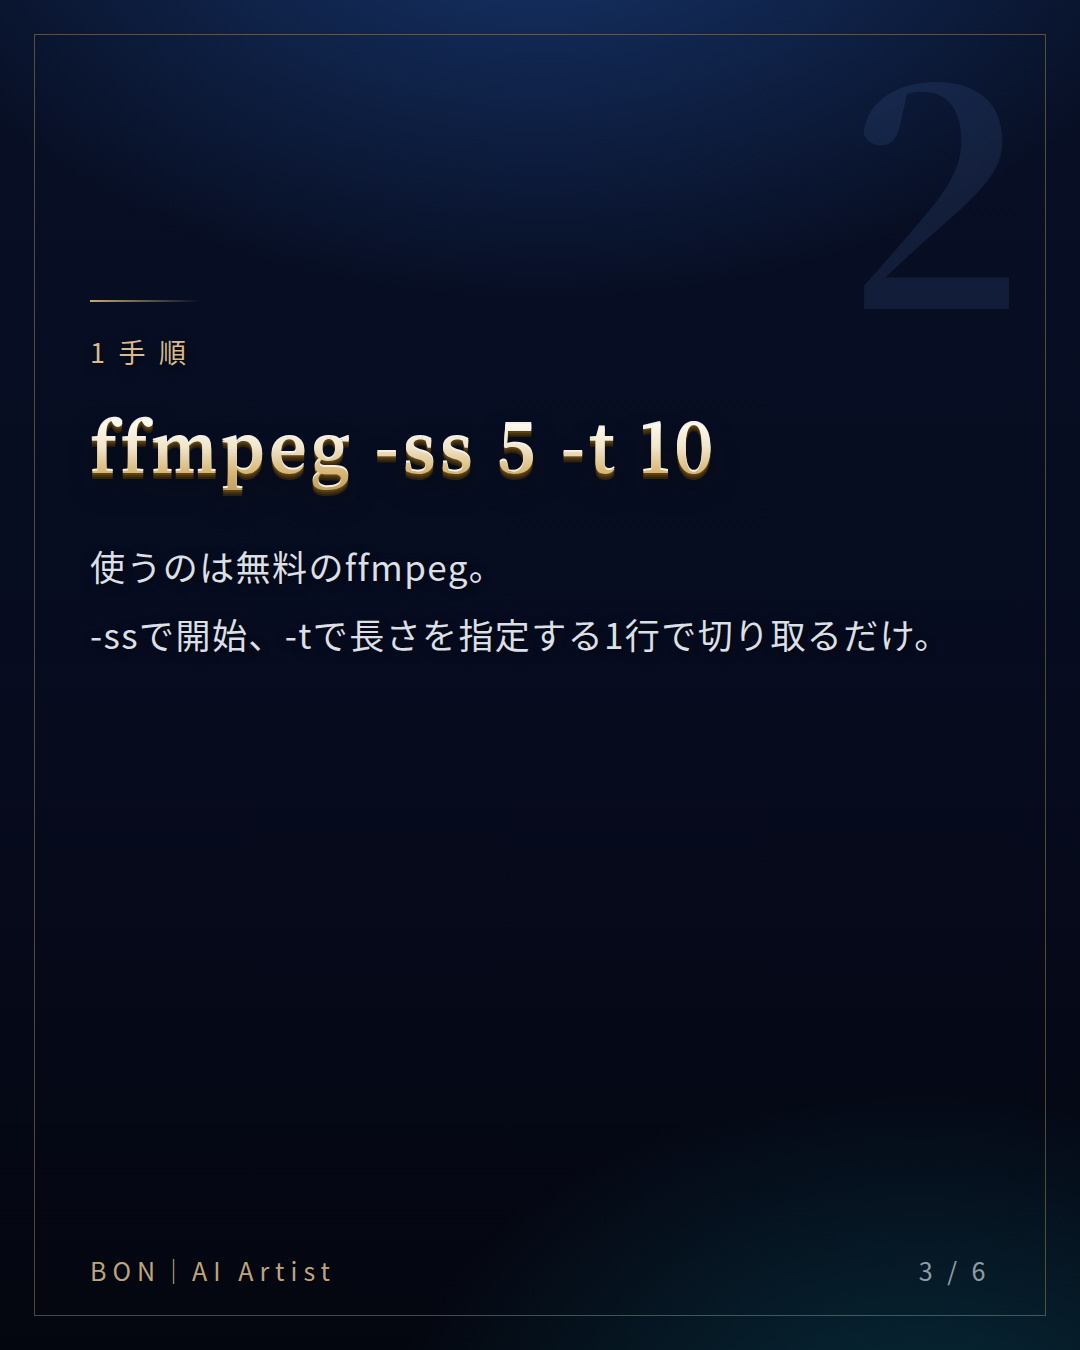 2
1手順
ffmpeg -ss 5 -t 10
使うのは無料のffmpeg。
-ssで開始、-tで長さを指定する1行で切り取るだけ。
BON｜AI Artist
3 / 6